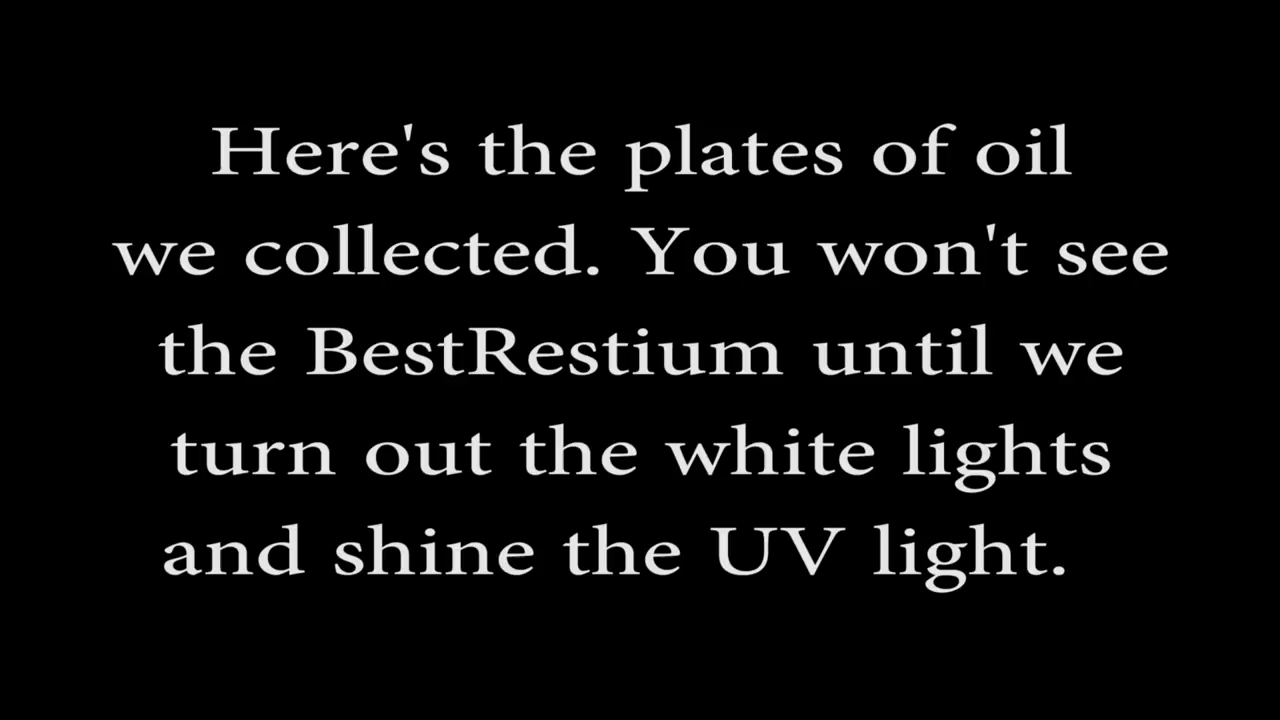 Here's the plates of oil
we collected. You won't see
the BestRestium until we
turn out the white lights
and shine the UV light.